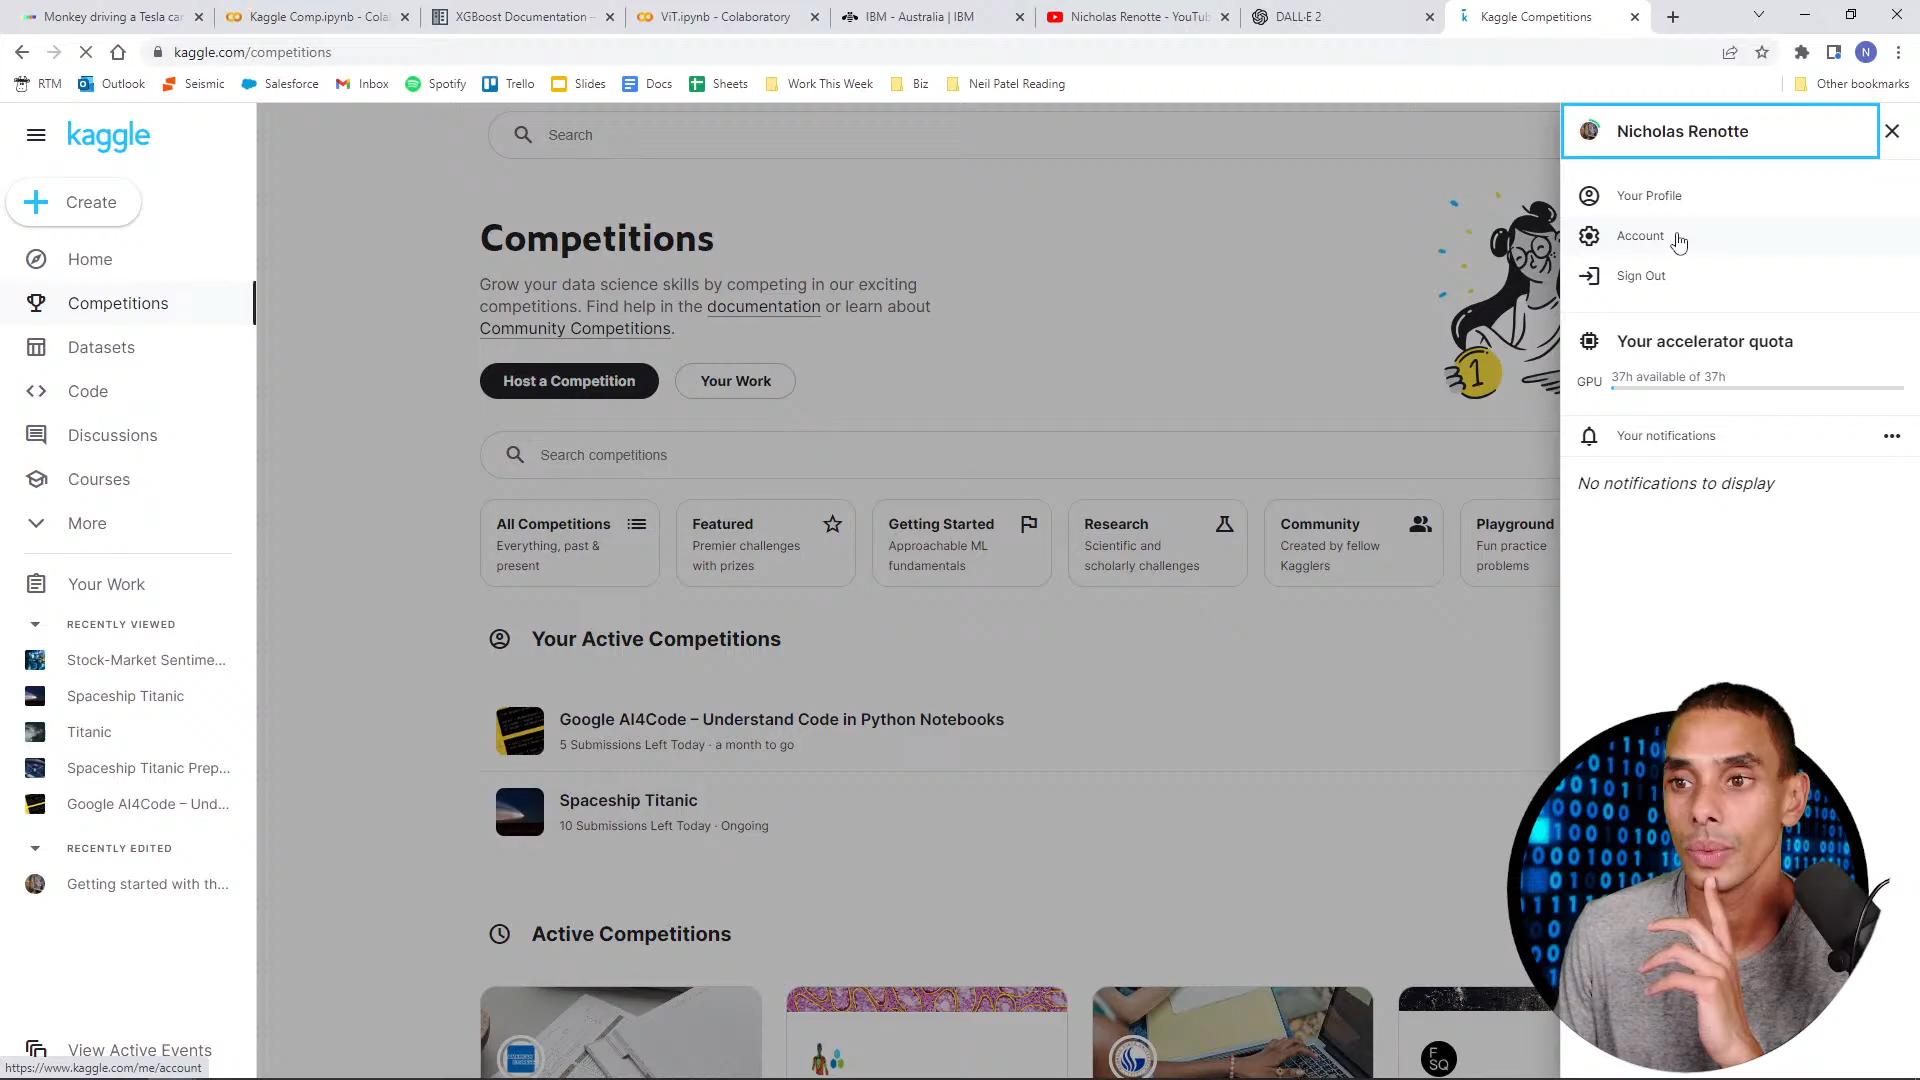 Monkey driving a Tesla car
Kaggle Comp.ipynb - Cola
XGBoost Documentation —
ViT.ipynb - Colaboratory
IBM - Australia | IBM
Nicholas Renotte - YouTub
DALL·E 2
Kaggle Competitions
kaggle.com/competitions
N
RTM
Outlook
Seismic
Salesforce
Inbox
Spotify
Trello
Slides
Docs
Sheets
Work This Week
Biz
Neil Patel Reading
Other bookmarks
kaggle
Create
Home
Competitions
Datasets
Code
Discussions
Courses
More
Your Work
RECENTLY VIEWED
Stock-Market Sentime...
Spaceship Titanic
Titanic
Spaceship Titanic Prep...
Google AI4Code – Und...
RECENTLY EDITED
Getting started with th...
View Active Events
https://www.kaggle.com/me/account
Search
Competitions
Grow your data science skills by competing in our exciting
competitions. Find help in the documentation or learn about
Community Competitions.
Host a Competition
Your Work
Search competitions
All Competitions
Everything, past &
present
Featured
Premier challenges
with prizes
Getting Started
Approachable ML
fundamentals
Research
Scientific and
scholarly challenges
Community
Created by fellow
Kagglers
Playground
Fun practice
problems
1
Your Active Competitions
Google AI4Code – Understand Code in Python Notebooks
5 Submissions Left Today · a month to go
Spaceship Titanic
10 Submissions Left Today · Ongoing
Active Competitions
AMERICAN
EXPRESS
F
SQ
Nicholas Renotte
Your Profile
Account
Sign Out
Your accelerator quota
GPU
37h available of 37h
Your notifications
No notifications to display